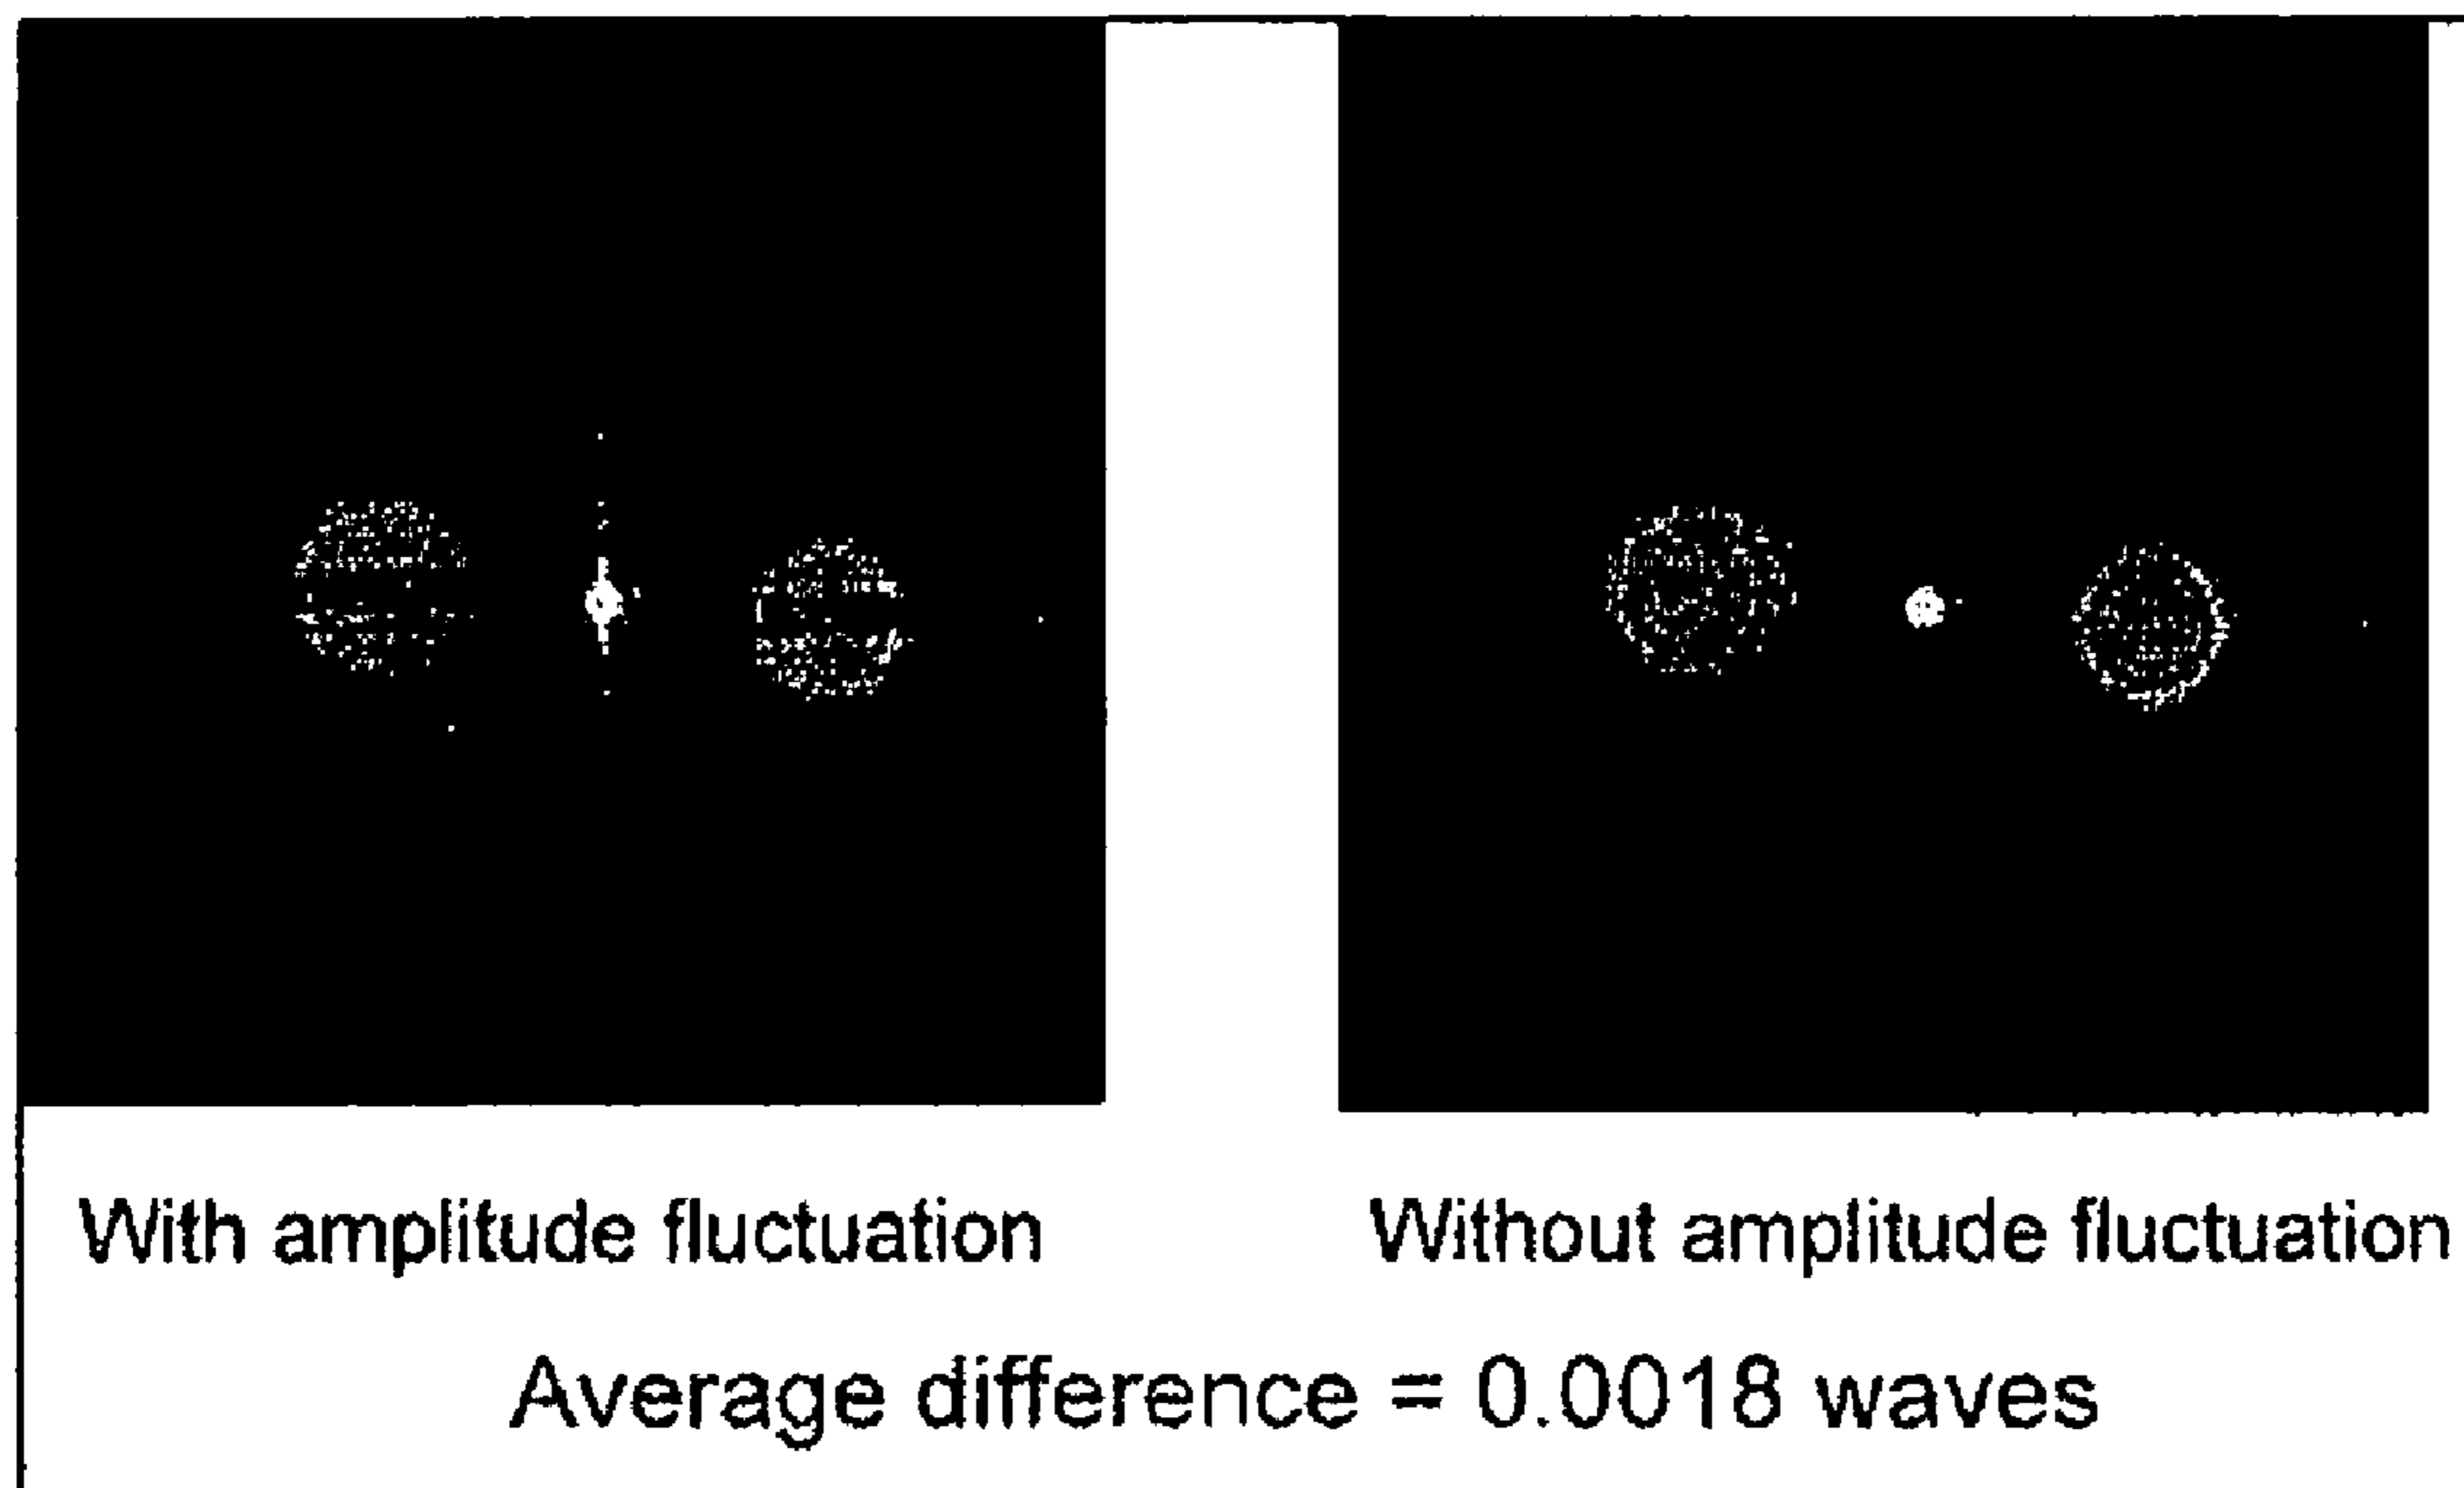 With amplitude fluctuation
Without amplitude fluctuation
Average difference = 0.0018 waves